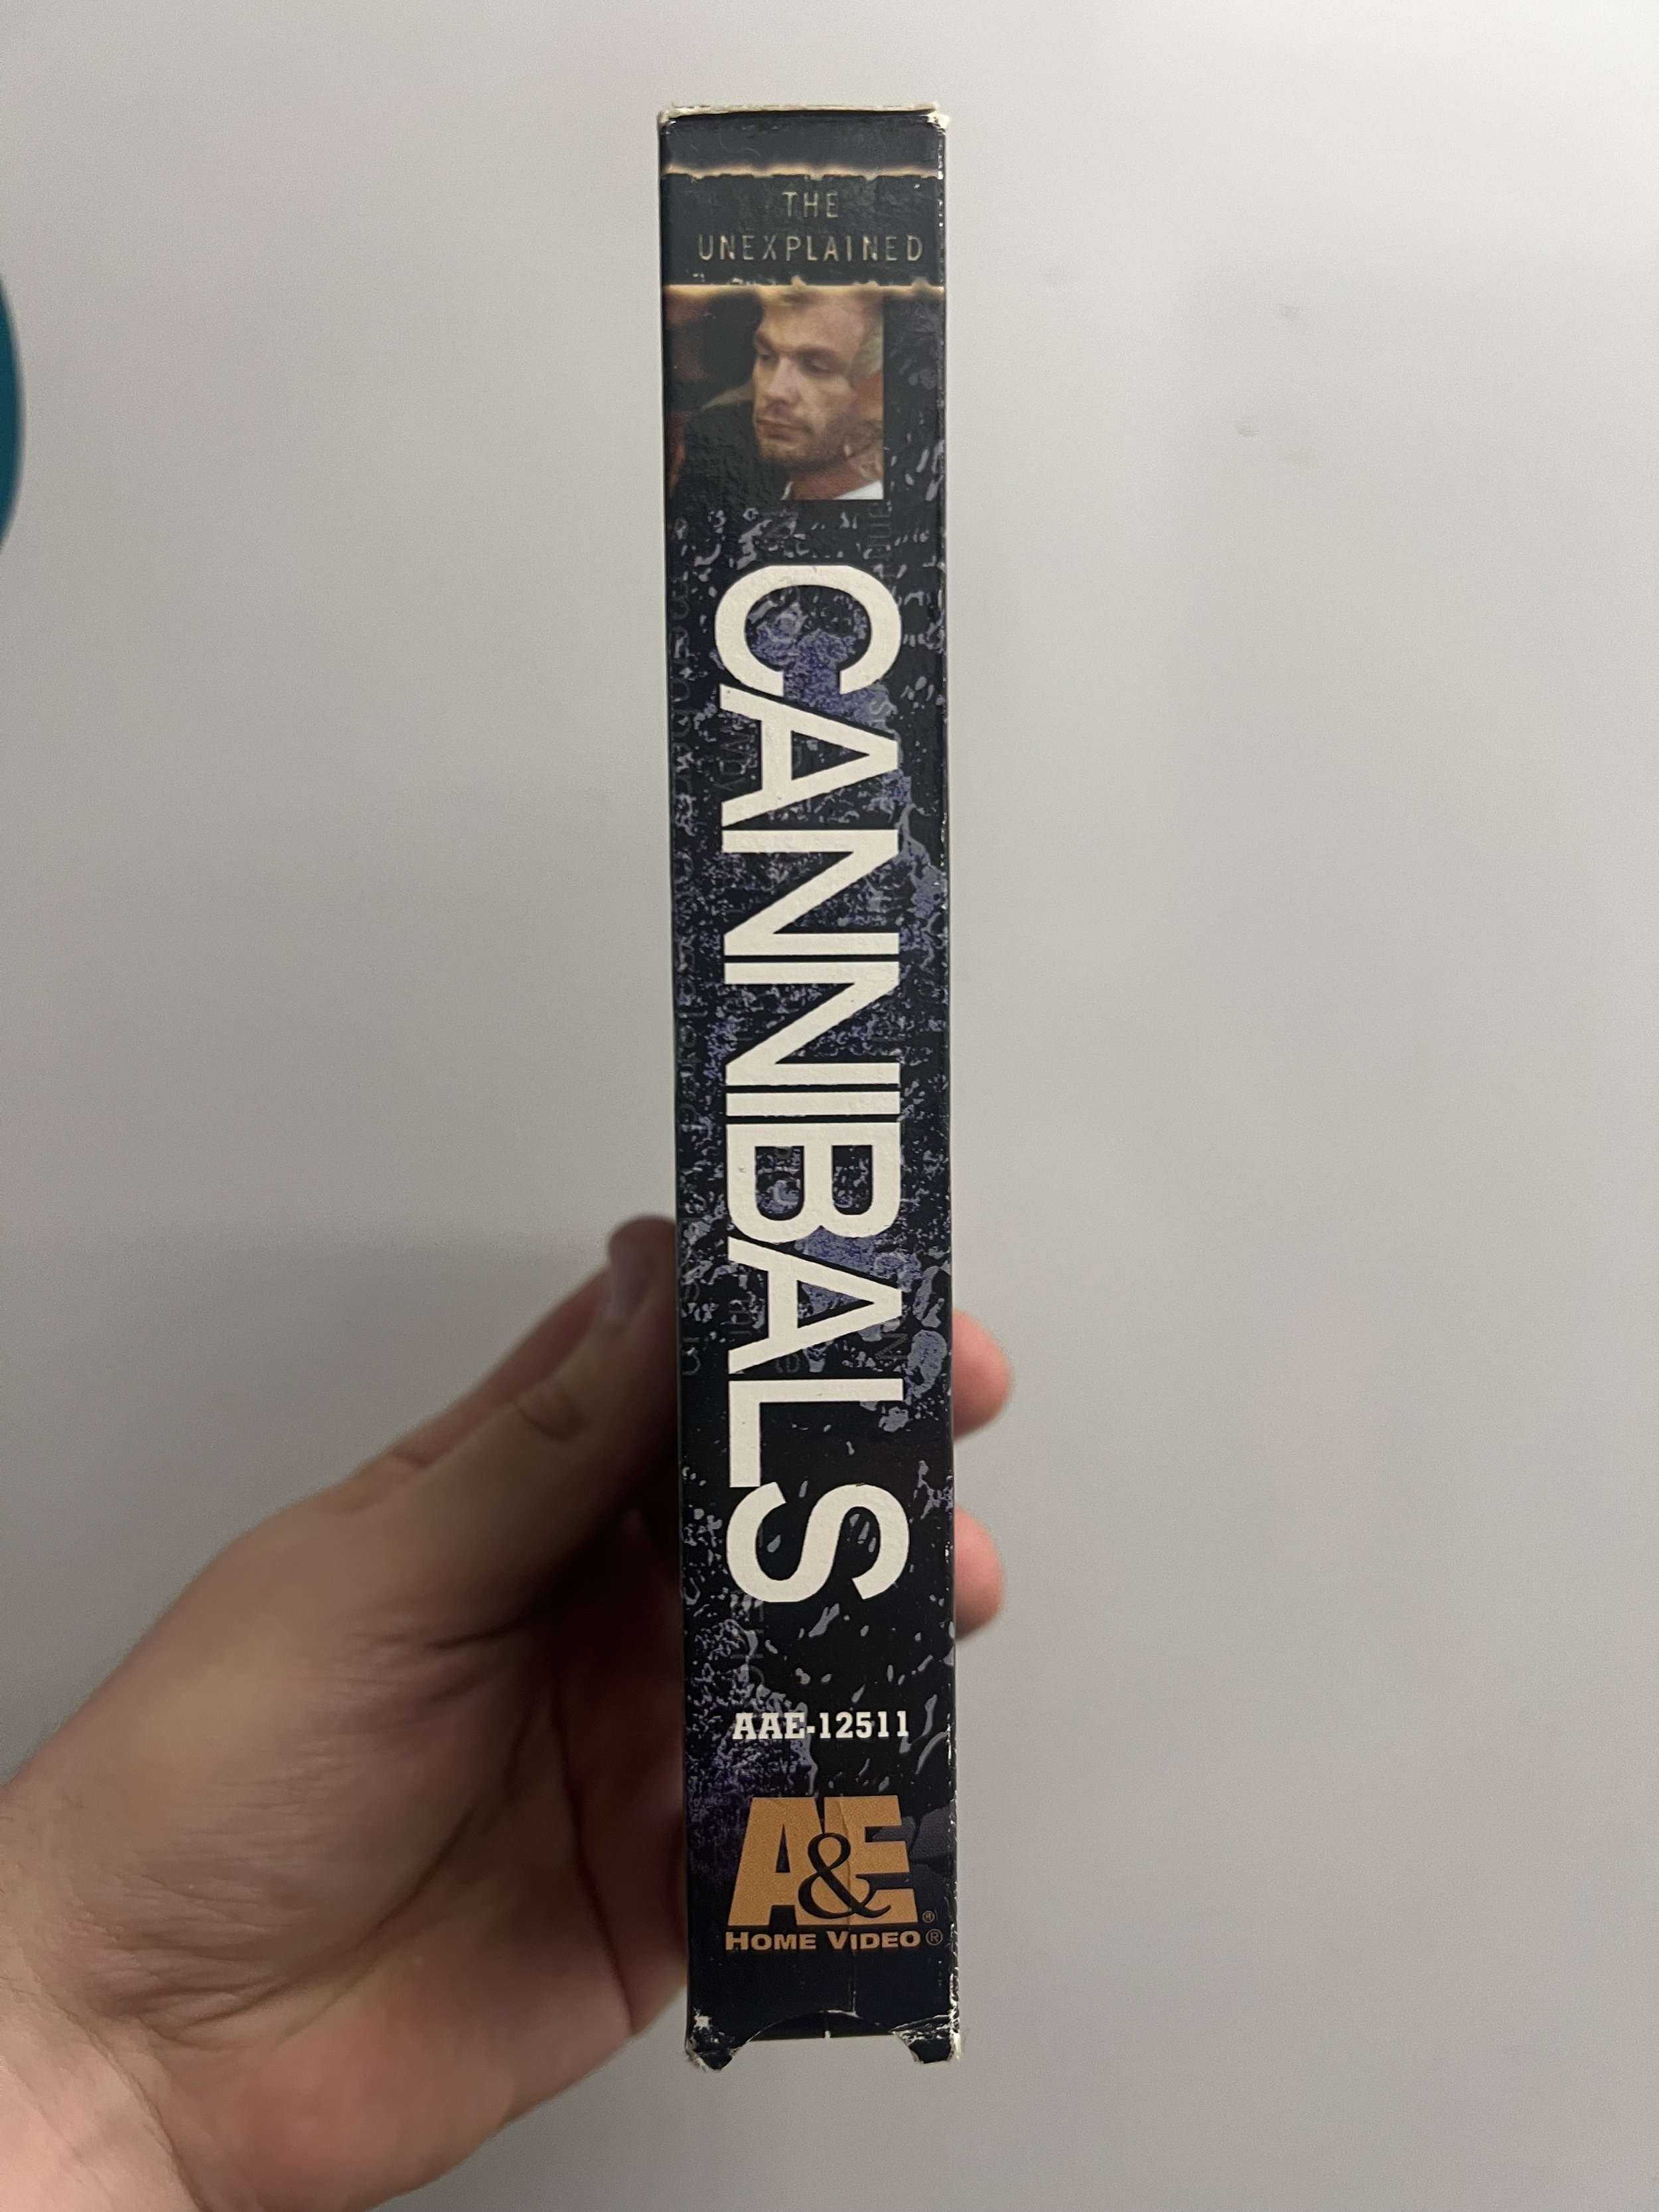 THE
UNEXPLAINED
CANNIBALS
AAE-12511
A&E®
HOME VIDEO®